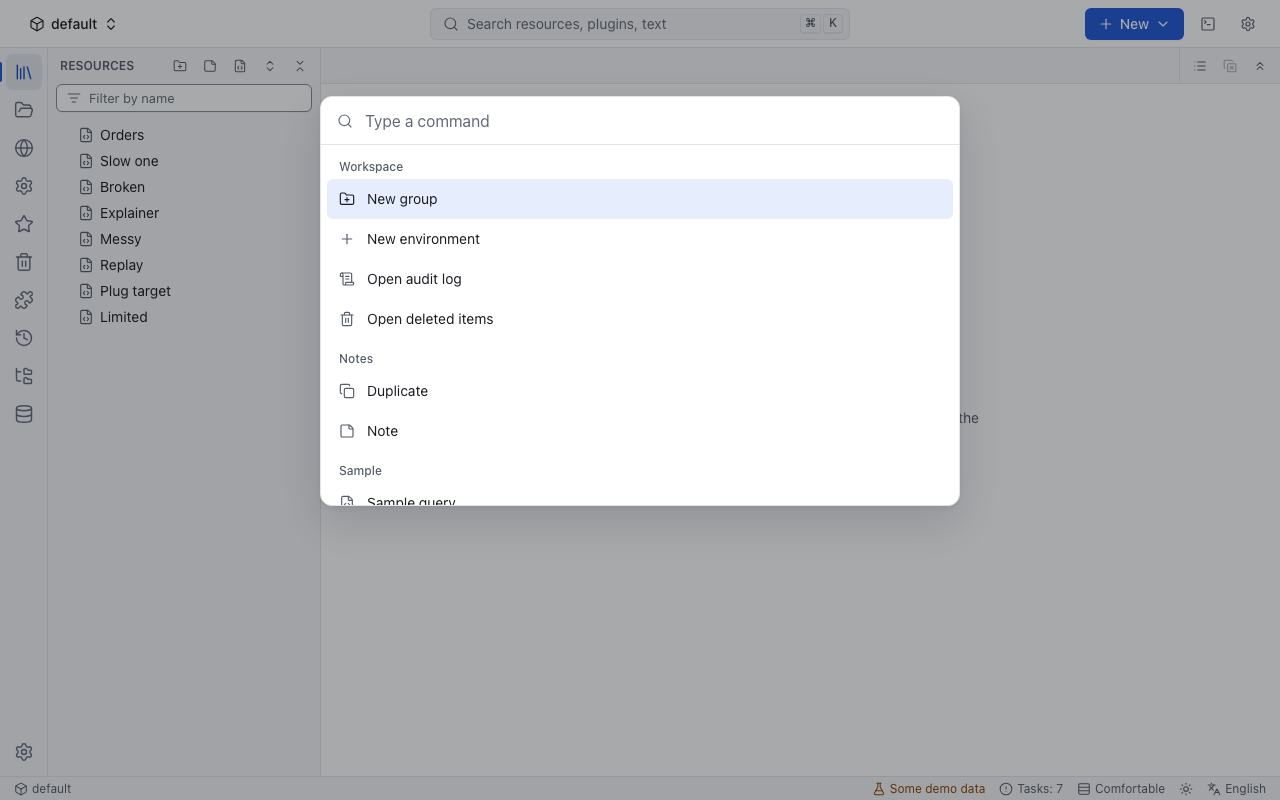 default
Search resources, plugins, text
⌘ K
New
RESOURCES
Filter by name
Orders
Slow one
Broken
Explainer
Messy
Replay
Plug target
Limited
Type a command
Workspace
New group
New environment
Open audit log
Open deleted items
Notes
Duplicate
Note
Sample
Sample query
the
default
Some demo data
Tasks: 7
Comfortable
English